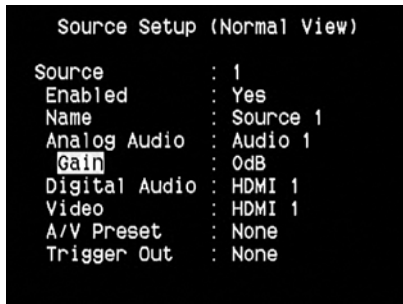 Source Setup (Normal View)
Source : 1
Enabled : Yes
Name : Source 1
Analog Audio : Audio 1
Gain : 0dB
Digital Audio : HDMI 1
Video : HDMI 1
A/V Preset : None
Trigger Out : None